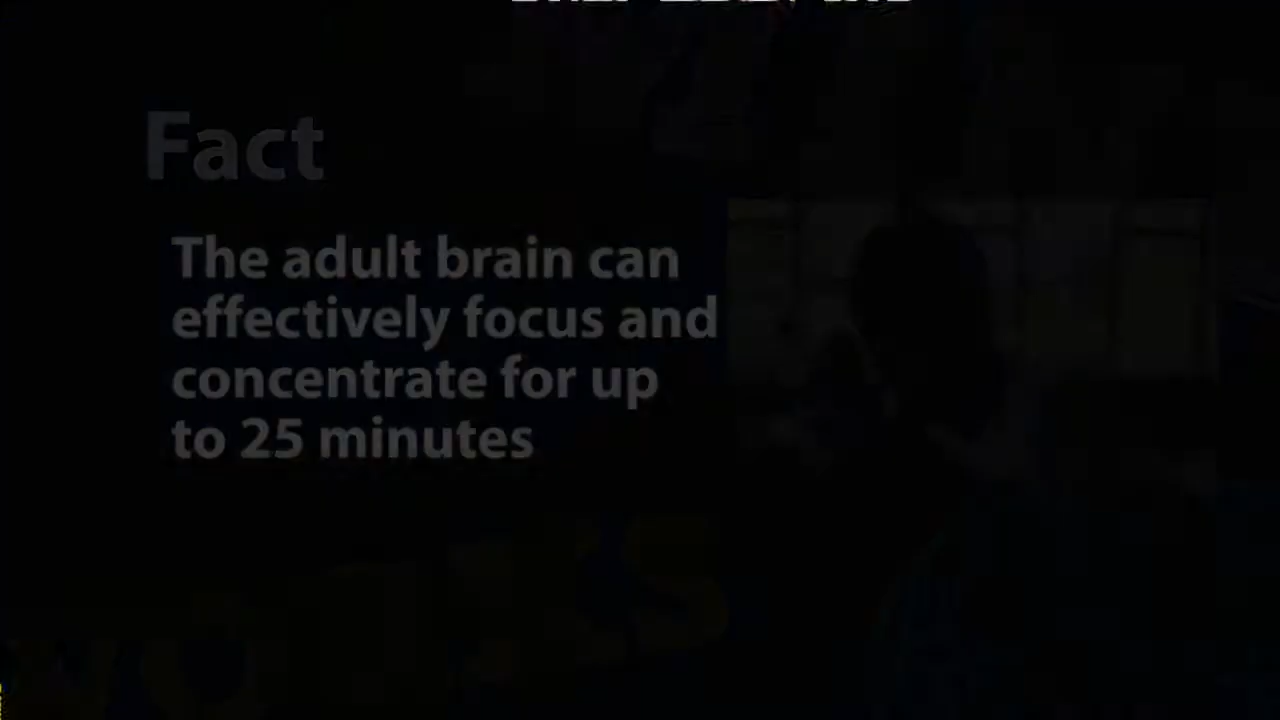 Fact
The adult brain can
effectively focus and
concentrate for up
to 25 minutes